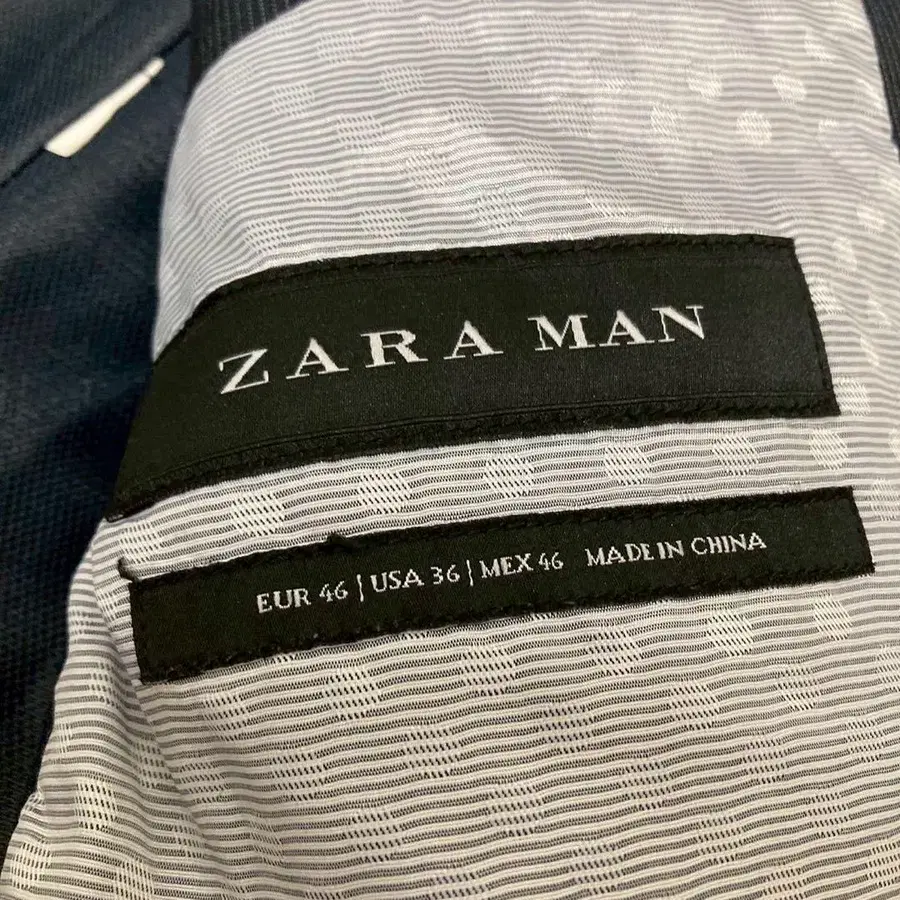 ZARA MAN
EUR 46 | USA 36 | MEX 46 MADE IN CHINA